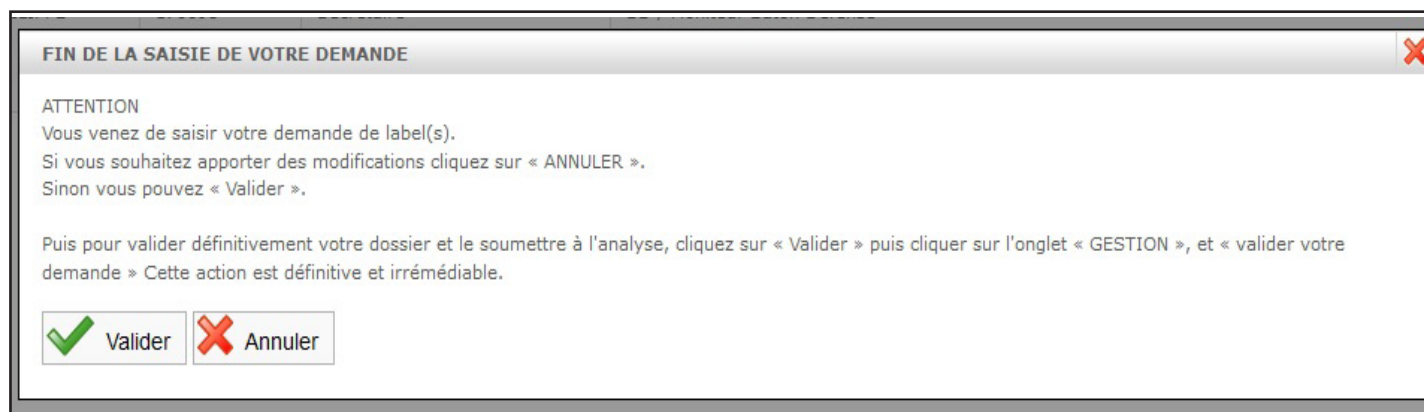 FIN DE LA SAISIE DE VOTRE DEMANDE
ATTENTION
Vous venez de saisir votre demande de label(s).
Si vous souhaitez apporter des modifications cliquez sur « ANNULER ».
Sinon vous pouvez « Valider ».
Puis pour valider définitivement votre dossier et le soumettre à l'analyse, cliquez sur « Valider » puis cliquer sur l'onglet « GESTION », et « valider votre
demande » Cette action est définitive et irrémédiable.
Valider Annuler